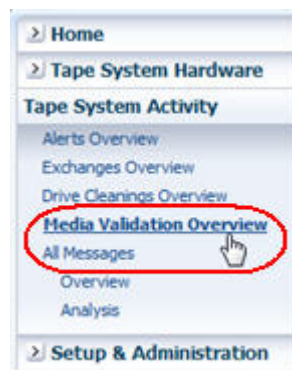 Home
Tape System Hardware
Tape System Activity
Alerts Overview
Exchanges Overview
Drive Cleanings Overview
Media Validation Overview
All Messages
Overview
Analysis
Setup & Administration